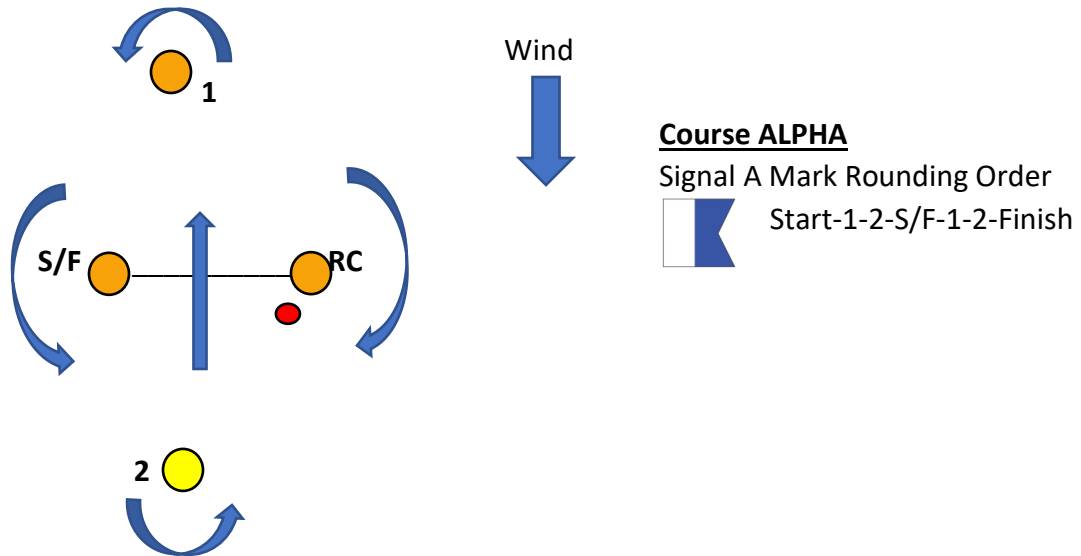 1
Wind
Course ALPHA
Signal A Mark Rounding Order
Start-1-2-S/F-1-2-Finish
S/F
RC
2